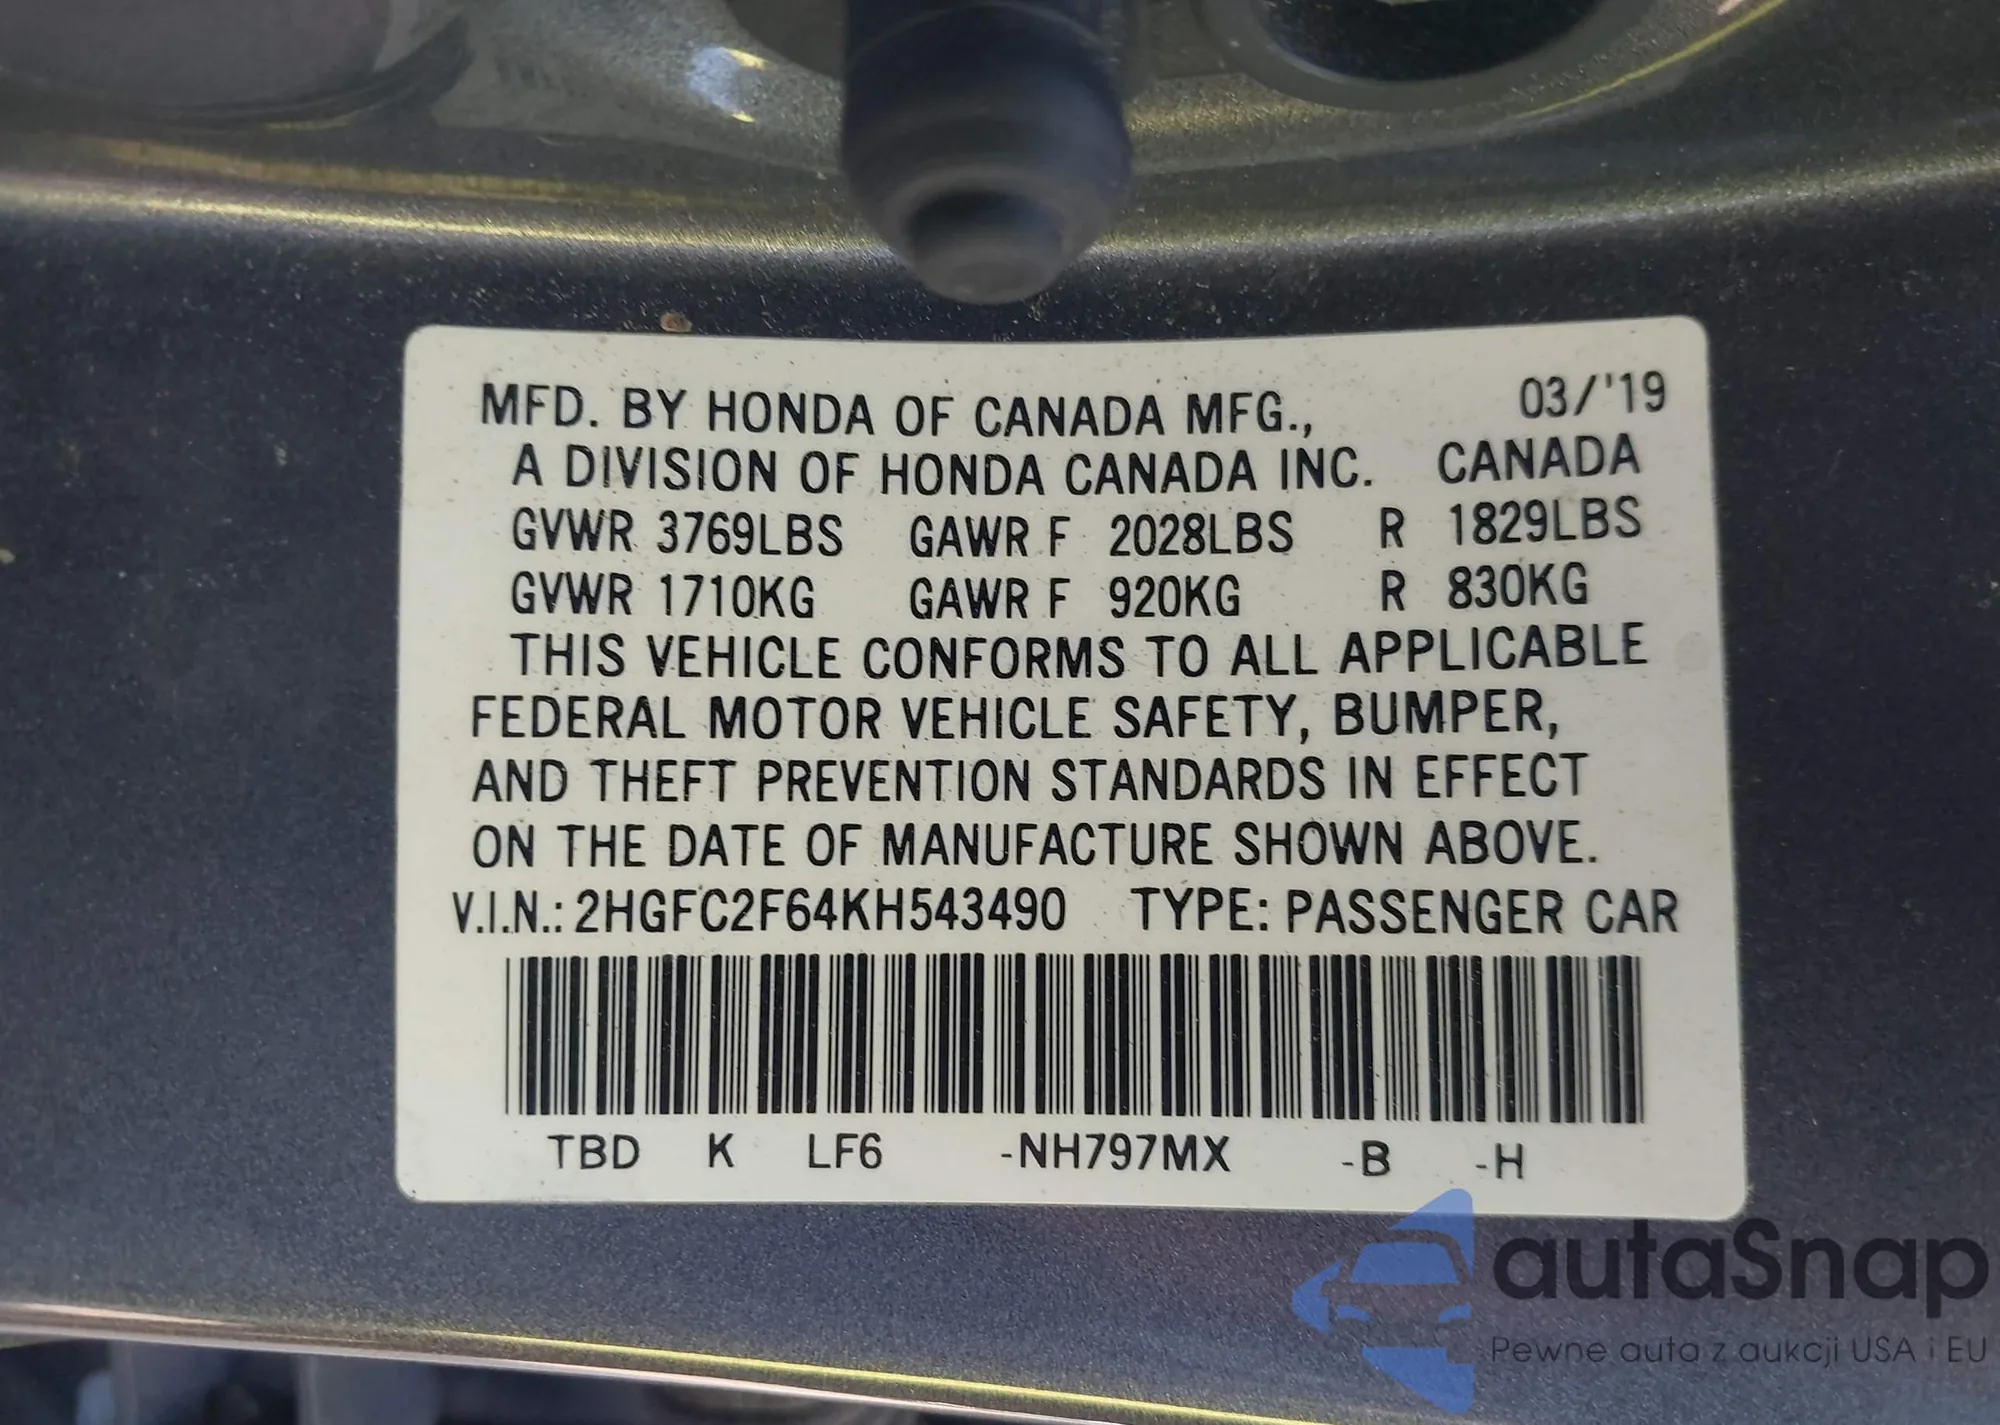 MFD. BY HONDA OF CANADA MFG., 03/'19
A DIVISION OF HONDA CANADA INC. CANADA
GVWR 3769LBS GAWR F 2028LBS R 1829LBS
GVWR 1710KG GAWR F 920KG R 830KG
THIS VEHICLE CONFORMS TO ALL APPLICABLE
FEDERAL MOTOR VEHICLE SAFETY, BUMPER,
AND THEFT PREVENTION STANDARDS IN EFFECT
ON THE DATE OF MANUFACTURE SHOWN ABOVE.
V.I.N.: 2HGFC2F64KH543490 TYPE: PASSENGER CAR
TBD K LF6 -NH797MX -B -H
autaSnap
Pewne auta z aukcji USA i EU